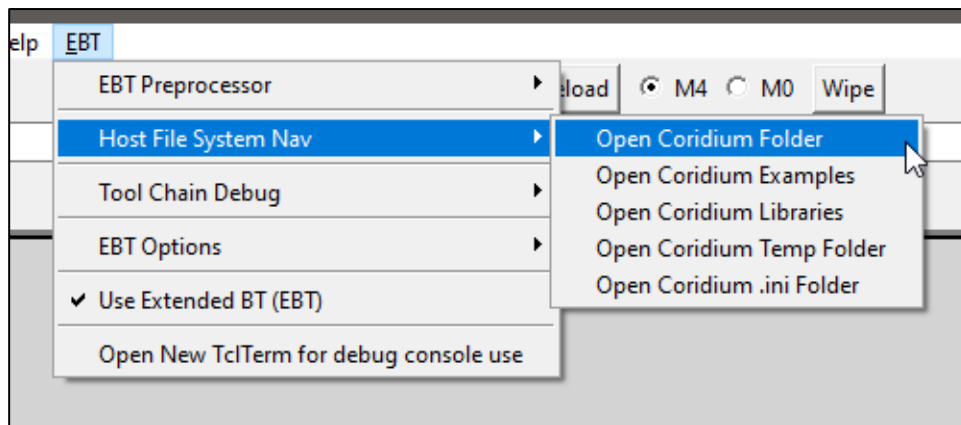 elp EBT
EBT Preprocessor
load M4 M0 Wipe
Host File System Nav
Open Coridium Folder
Open Coridium Examples
Tool Chain Debug
Open Coridium Libraries
EBT Options
Open Coridium Temp Folder
Open Coridium .ini Folder
Use Extended BT (EBT)
Open New TclTerm for debug console use